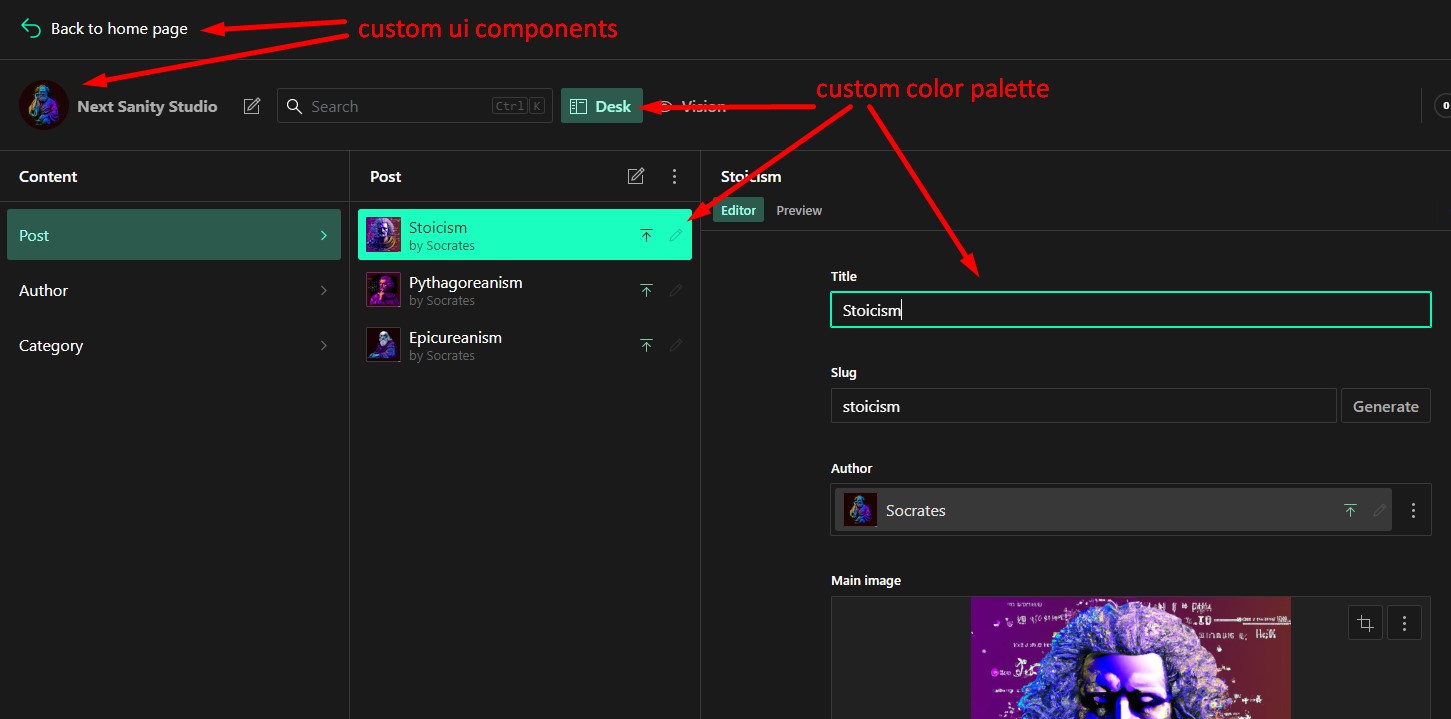 Back to home page
custom ui components
custom color palette
Next Sanity Studio
Search
Ctrl K
Desk
Vision
0
Content
Post
Stoicism
Editor Preview
Post
Author
Category
Stoicism
by Socrates
Pythagoreanism
by Socrates
Epicureanism
by Socrates
Title
Stoicism
Slug
stoicism
Generate
Author
Socrates
Main image